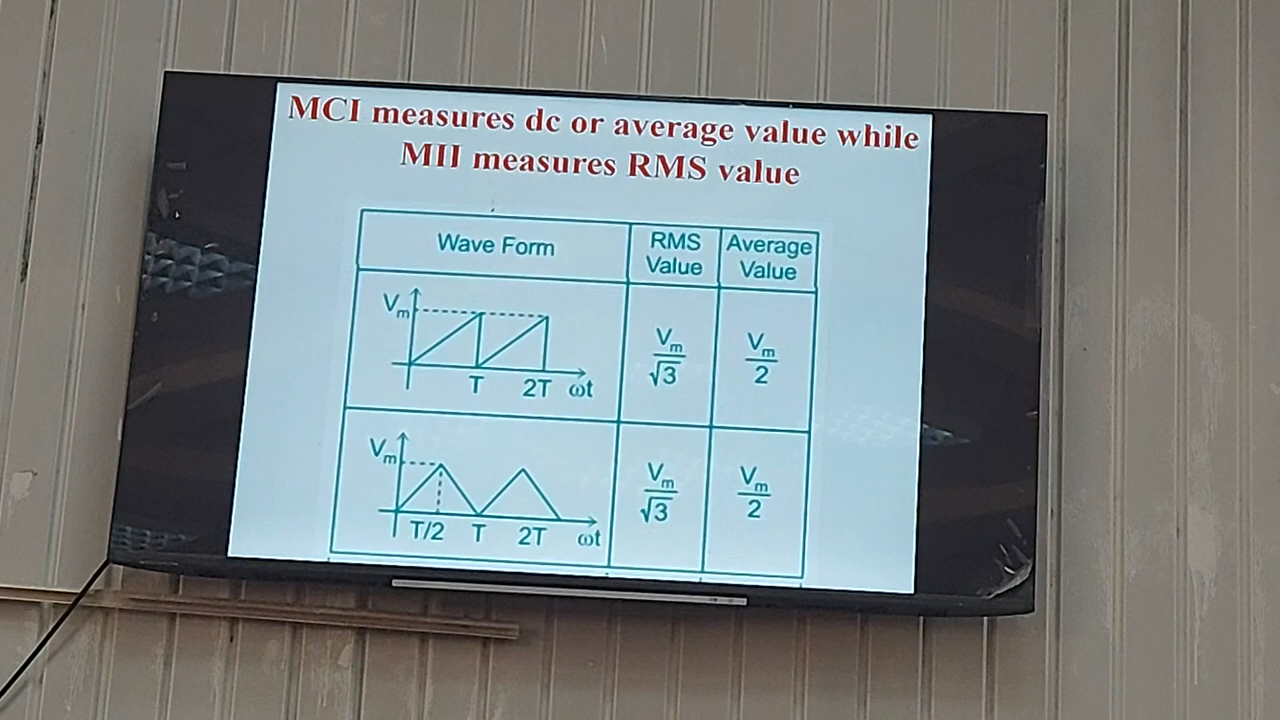 MCI measures dc or average value while
MII measures RMS value
Wave Form
RMS
Value
Average
Value
Vm
T 2T ωt
Vm
√3
Vm
2
Vm
T/2 T 2T ωt
Vm
√3
Vm
2